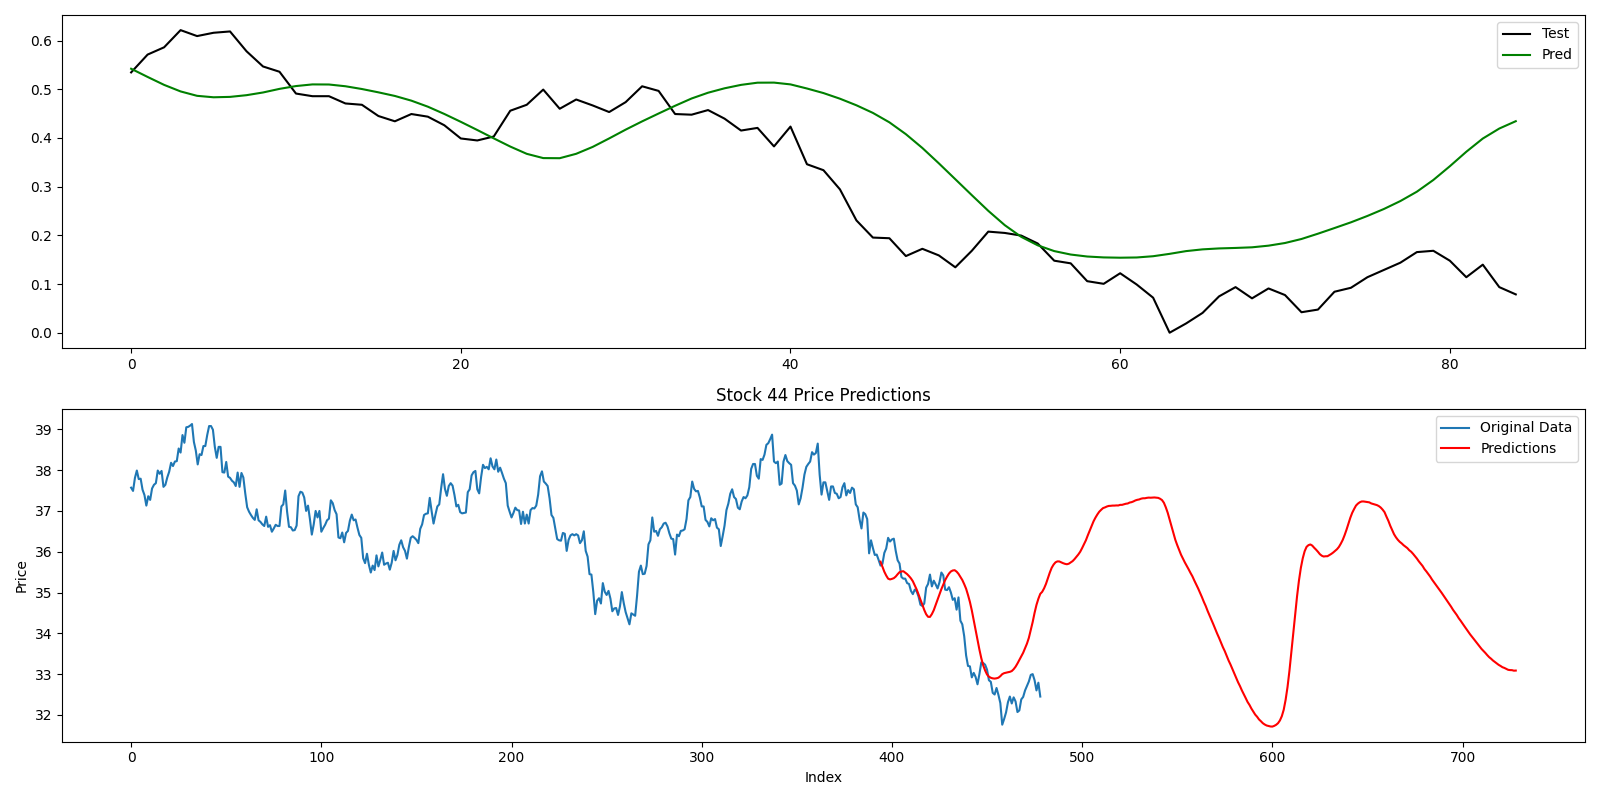 0.6
0.5
0.4
0.3
0.2
0.1
0.0
Test
Pred
0 20 40 60 80
Stock 44 Price Predictions
39
38
37
36
35
34
33
32
Price
Original Data
Predictions
0 100 200 300 400 500 600 700
Index